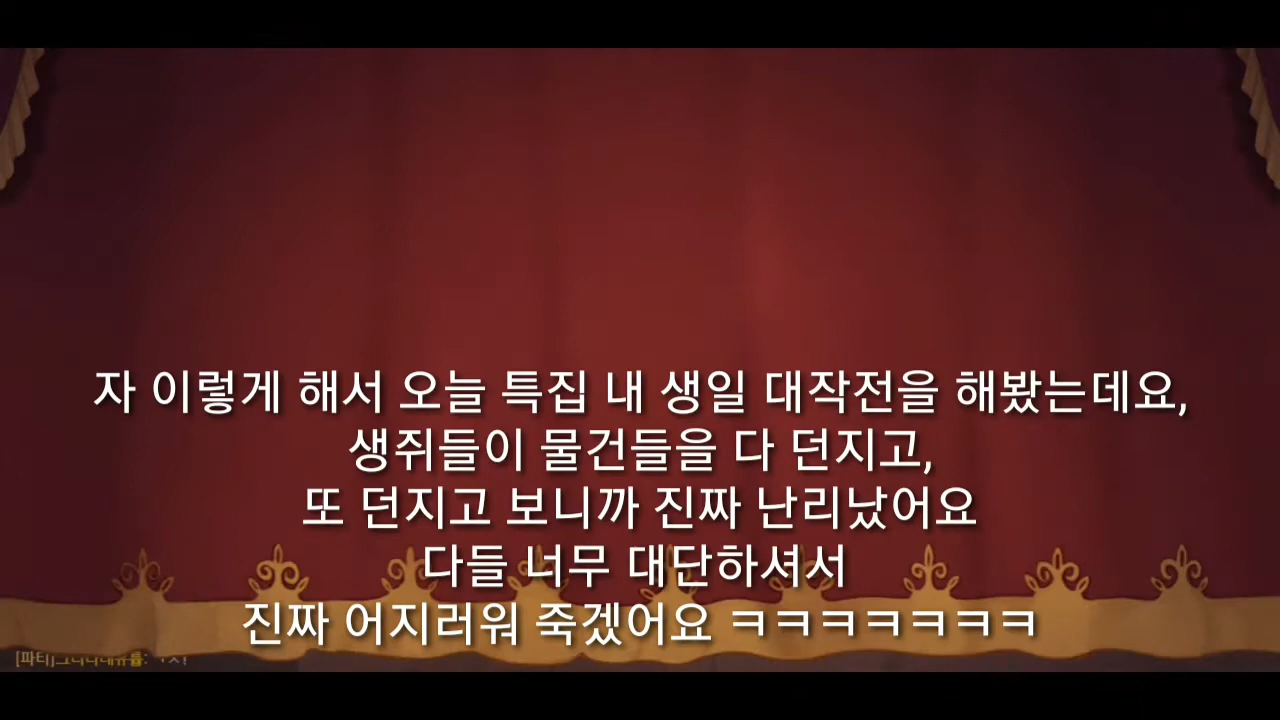 자 이렇게 해서 오늘 특집 내 생일 대작전을 해봤는데요,
생쥐들이 물건들을 다 던지고,
또 던지고 보니까 진짜 난리났어요
다들 너무 대단하셔서
진짜 어지러워 죽겠어요 ㅋㅋㅋㅋㅋㅋㅋ
[파티]